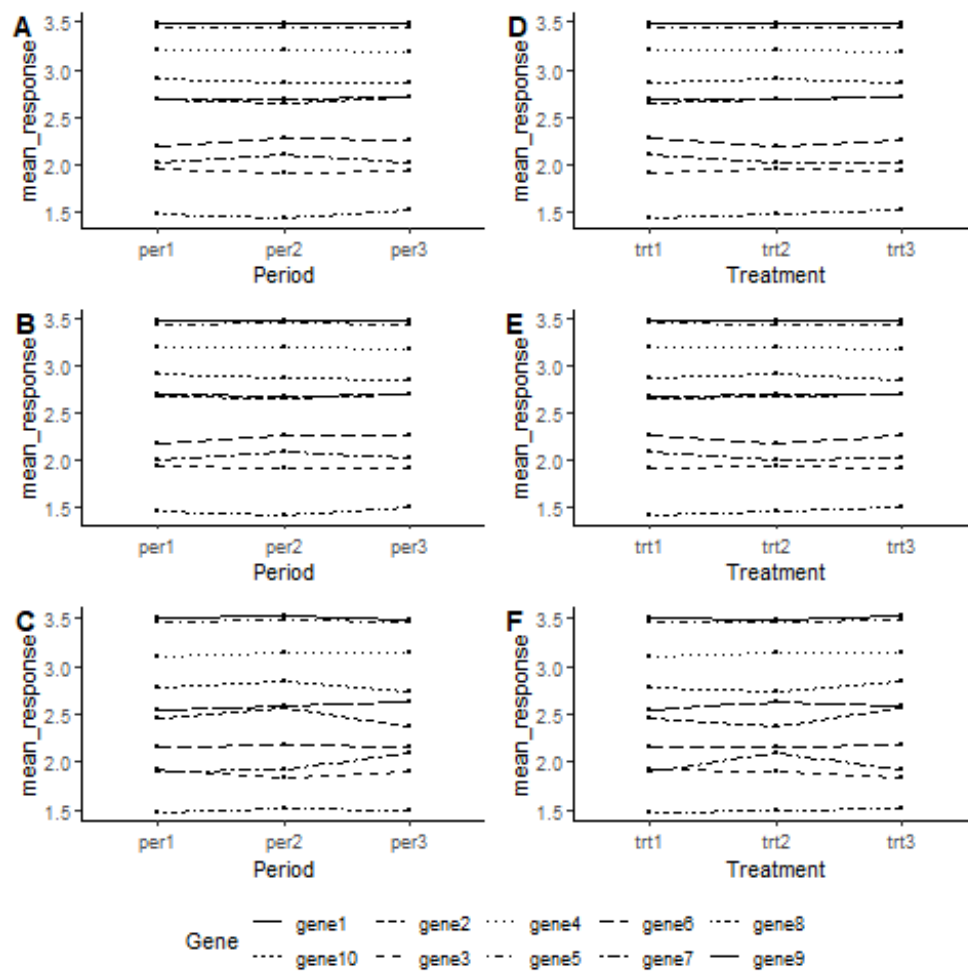 A
mean_response
3.5
3.0
2.5
2.0
1.5
per1 per2 per3
Period
D
mean_response
3.5
3.0
2.5
2.0
1.5
trt1 trt2 trt3
Treatment
B
mean_response
3.5
3.0
2.5
2.0
1.5
per1 per2 per3
Period
E
mean_response
3.5
3.0
2.5
2.0
1.5
trt1 trt2 trt3
Treatment
C
mean_response
3.5
3.0
2.5
2.0
1.5
per1 per2 per3
Period
F
mean_response
3.5
3.0
2.5
2.0
1.5
trt1 trt2 trt3
Treatment
Gene
gene1 gene2 gene4 gene6 gene8
gene10 gene3 gene5 gene7 gene9